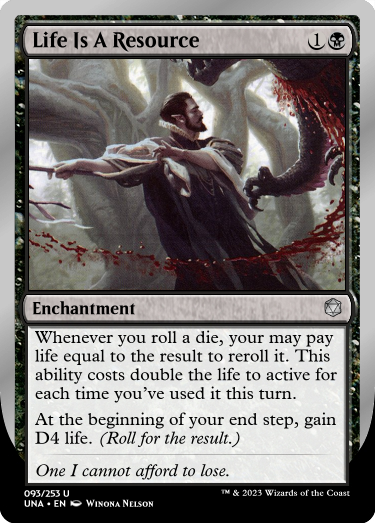 Life Is A Resource 1
Enchantment
Whenever you roll a die, your may pay
life equal to the result to reroll it. This
ability costs double the life to active for
each time you've used it this turn.
At the beginning of your end step, gain
D4 life. (Roll for the result.)
One I cannot afford to lose.
093/253 U
UNA • EN Winona Nelson
™ & 2023 Wizards of the Coast